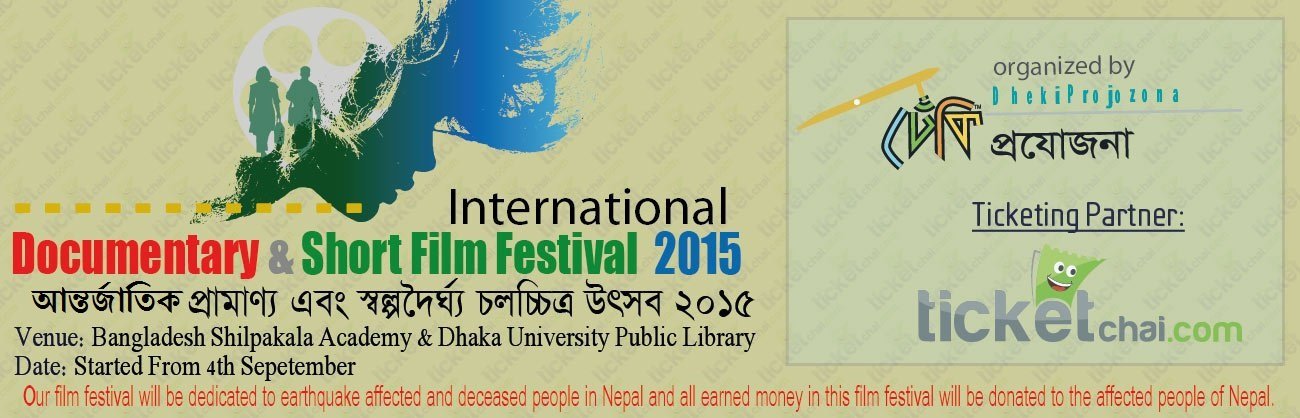 International
Documentary & Short Film Festival 2015
আন্তর্জাতিক প্রামাণ্য এবং স্বল্পদৈর্ঘ্য চলচ্চিত্র উৎসব ২০১৫
Venue: Bangladesh Shilpakala Academy & Dhaka University Public Library
Date: Started From 4th Sepetember
organized by
DhekiProjozona
ঢেঁকি™
প্রযোজনা
Ticketing Partner:
ticketchai.com
Our film festival will be dedicated to earthquake affected and deceased people in Nepal and all earned money in this film festival will be donated to the affected people of Nepal.